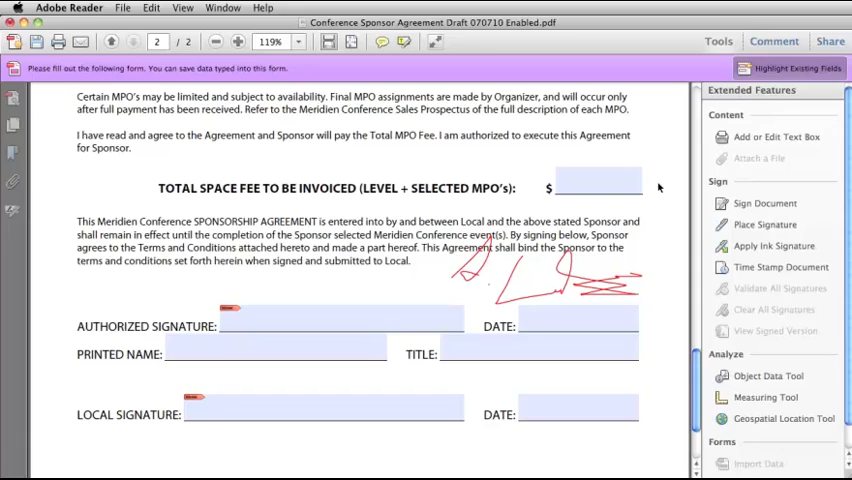 Adobe Reader File Edit View Window Help
Conference Sponsor Agreement Draft 070710 Enabled.pdf
2 / 2 119% Tools Comment Share
Please fill out the following form. You can save data typed into this form. Highlight Existing Fields
Certain MPO's may be limited and subject to availability. Final MPO assignments are made by Organizer, and will occur only
after full payment has been received. Refer to the Meridien Conference Sales Prospectus of the full description of each MPO.
I have read and agree to the Agreement and Sponsor will pay the Total MPO Fee. I am authorized to execute this Agreement
for Sponsor.
TOTAL SPACE FEE TO BE INVOICED (LEVEL + SELECTED MPO's): $
This Meridien Conference SPONSORSHIP AGREEMENT is entered into by and between Local and the above stated Sponsor and
shall remain in effect until the completion of the Sponsor selected Meridien Conference event(s). By signing below, Sponsor
agrees to the Terms and Conditions attached hereto and made a part hereof. This Agreement shall bind the Sponsor to the
terms and conditions set forth herein when signed and submitted to Local.
AUTHORIZED SIGNATURE: DATE:
PRINTED NAME: TITLE:
LOCAL SIGNATURE: DATE:
Extended Features
Content
Add or Edit Text Box
Attach a File
Sign
Sign Document
Place Signature
Apply Ink Signature
Time Stamp Document
Validate All Signatures
Clear All Signatures
View Signed Version
Analyze
Object Data Tool
Measuring Tool
Geospatial Location Tool
Forms
Import Data